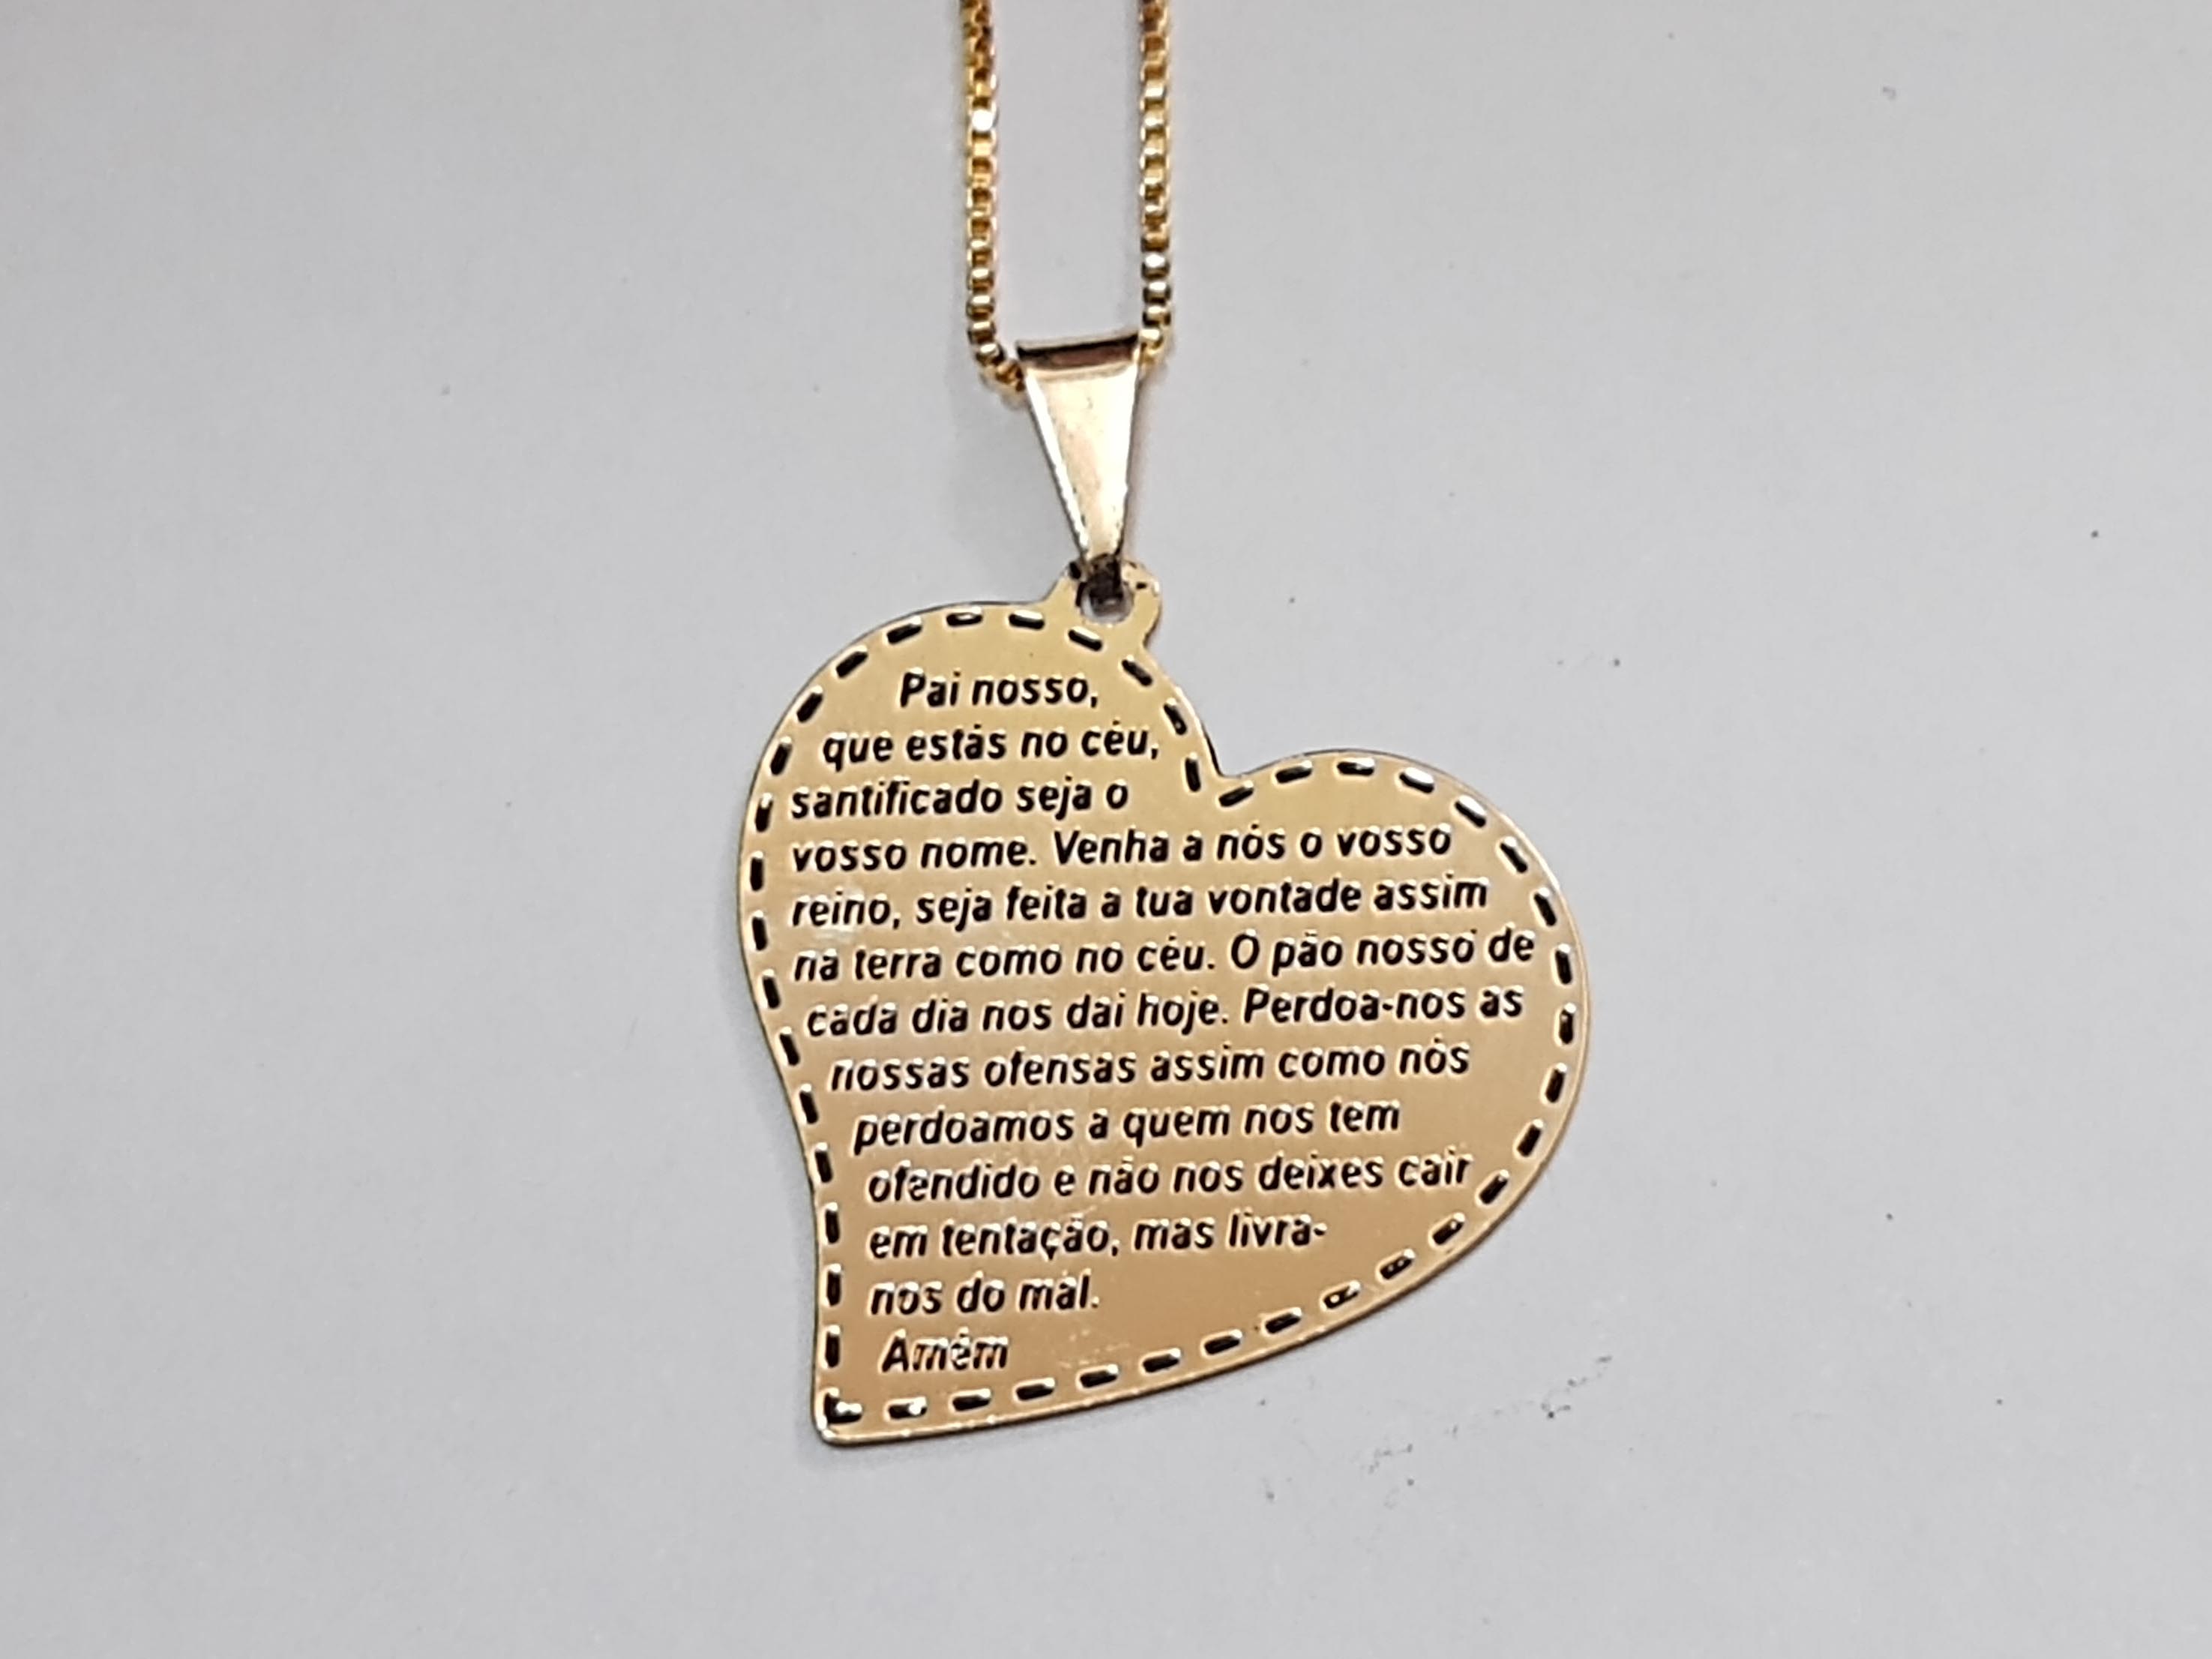 Pai nosso,
que estás no céu,
santificado seja o
vosso nome. Venha a nós o vosso
reino, seja feita a tua vontade assim
na terra como no céu. O pão nosso de
cada dia nos dai hoje. Perdoa-nos as
nossas ofensas assim como nós
perdoamos a quem nos tem
ofendido e não nos deixes cair
em tentação, mas livra-
nos do mal.
Amém